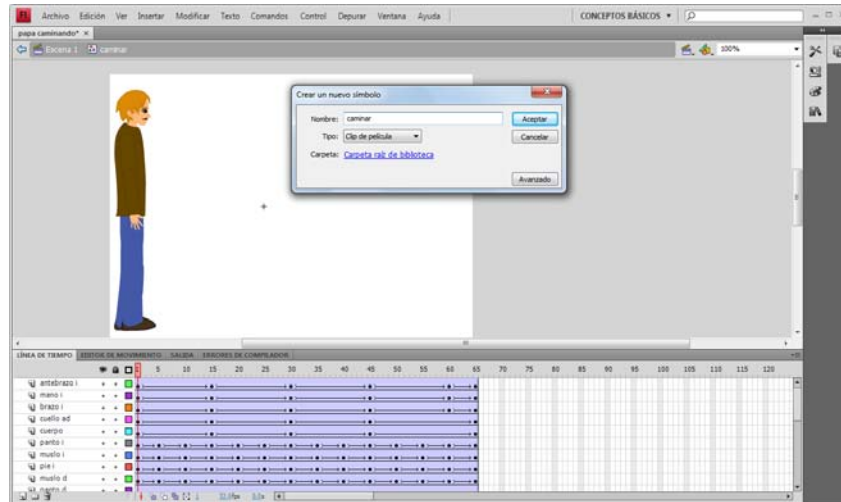 Fl Archivo Edición Ver Insertar Modificar Texto Comandos Control Depurar Ventana Ayuda CONCEPTOS BÁSICOS
papa caminando* ×
Escena 1 caminar 100%
Crear un nuevo símbolo
Nombre: caminar Aceptar
Tipo: Clip de película Cancelar
Carpeta: Carpeta raíz de biblioteca
Avanzado
LÍNEA DE TIEMPO EDITOR DE MOVIMIENTO SALIDA ERRORES DE COMPILADOR
5 10 15 20 25 30 35 40 45 50 55 60 65 70 75 80 85 90 95 100 105 110 115 120
antebrazo i
mano i
brazo i
cuello ad
cuerpo
panto i
muslo i
pie i
muslo d
panto d